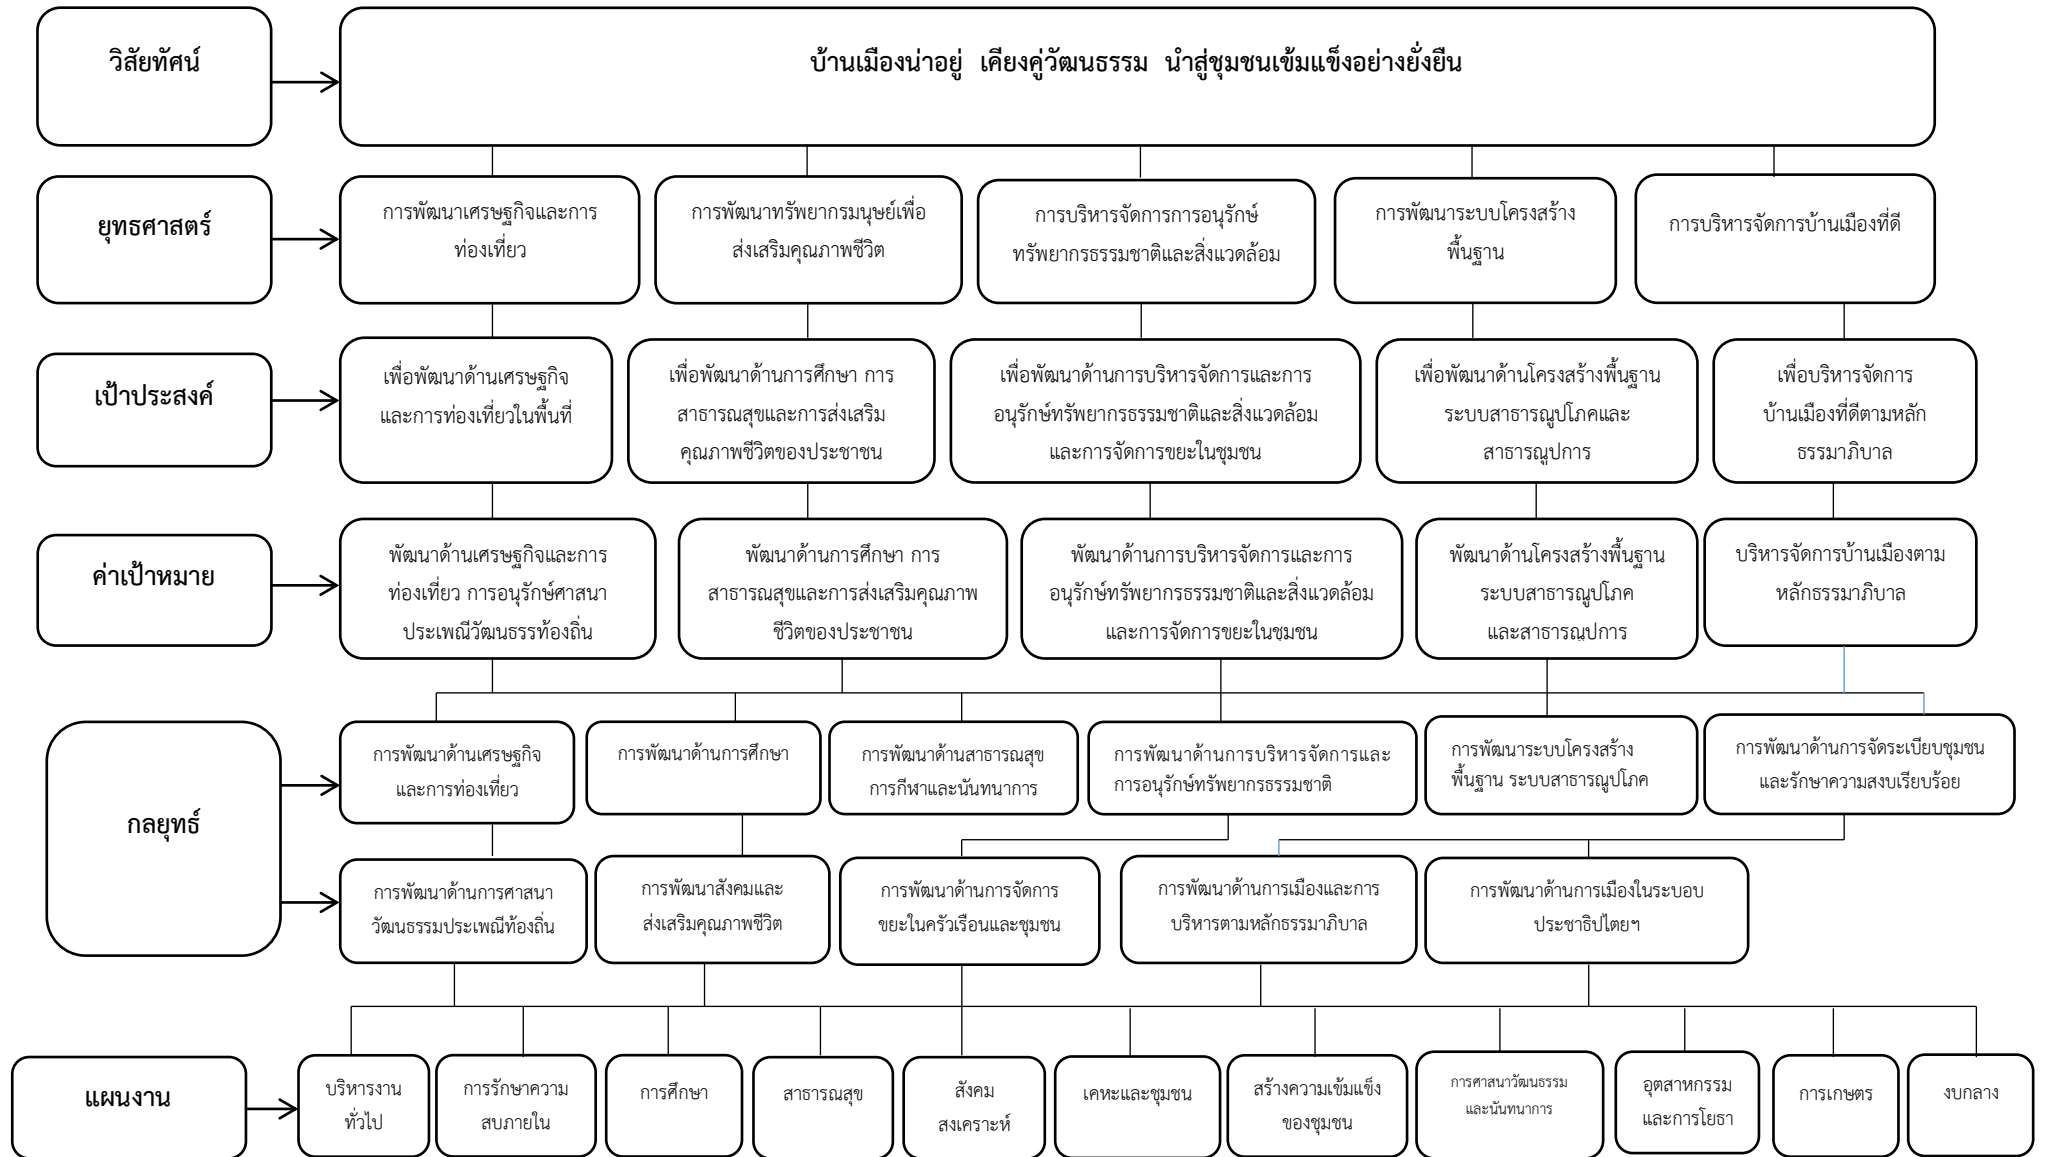 วิสัยทัศน์
บ้านเมืองน่าอยู่ เคียงคู่วัฒนธรรม นำสู่ชุมชนเข้มแข็งอย่างยั่งยืน
ยุทธศาสตร์
การพัฒนาเศรษฐกิจและการ
ท่องเที่ยว
การพัฒนาทรัพยากรมนุษย์เพื่อ
ส่งเสริมคุณภาพชีวิต
การบริหารจัดการการอนุรักษ์
ทรัพยากรธรรมชาติและสิ่งแวดล้อม
การพัฒนาระบบโครงสร้าง
พื้นฐาน
การบริหารจัดการบ้านเมืองที่ดี
เป้าประสงค์
เพื่อพัฒนาด้านเศรษฐกิจ
และการท่องเที่ยวในพื้นที่
เพื่อพัฒนาด้านการศึกษา การ
สาธารณสุขและการส่งเสริม
คุณภาพชีวิตของประชาชน
เพื่อพัฒนาด้านการบริหารจัดการและการ
อนุรักษ์ทรัพยากรธรรมชาติและสิ่งแวดล้อม
และการจัดการขยะในชุมชน
เพื่อพัฒนาด้านโครงสร้างพื้นฐาน
ระบบสาธารณูปโภคและ
สาธารณูปการ
เพื่อบริหารจัดการ
บ้านเมืองที่ดีตามหลัก
ธรรมาภิบาล
ค่าเป้าหมาย
พัฒนาด้านเศรษฐกิจและการ
ท่องเที่ยว การอนุรักษ์ศาสนา
ประเพณีวัฒนธรรท้องถิ่น
พัฒนาด้านการศึกษา การ
สาธารณสุขและการส่งเสริมคุณภาพ
ชีวิตของประชาชน
พัฒนาด้านการบริหารจัดการและการ
อนุรักษ์ทรัพยากรธรรมชาติและสิ่งแวดล้อม
และการจัดการขยะในชุมชน
พัฒนาด้านโครงสร้างพื้นฐาน
ระบบสาธารณูปโภค
และสาธารณูปการ
บริหารจัดการบ้านเมืองตาม
หลักธรรมาภิบาล
กลยุทธ์
การพัฒนาด้านเศรษฐกิจ
และการท่องเที่ยว
การพัฒนาด้านการศึกษา
การพัฒนาด้านสาธารณสุข
การกีฬาและนันทนาการ
การพัฒนาด้านการบริหารจัดการและ
การอนุรักษ์ทรัพยากรธรรมชาติ
การพัฒนาระบบโครงสร้าง
พื้นฐาน ระบบสาธารณูปโภค
การพัฒนาด้านการจัดระเบียบชุมชน
และรักษาความสงบเรียบร้อย
การพัฒนาด้านการศาสนา
วัฒนธรรมประเพณีท้องถิ่น
การพัฒนาสังคมและ
ส่งเสริมคุณภาพชีวิต
การพัฒนาด้านการจัดการ
ขยะในครัวเรือนและชุมชน
การพัฒนาด้านการเมืองและการ
บริหารตามหลักธรรมาภิบาล
การพัฒนาด้านการเมืองในระบอบ
ประชาธิปไตยฯ
แผนงาน
บริหารงาน
ทั่วไป
การรักษาความ
สบภายใน
การศึกษา
สาธารณสุข
สังคม
สงเคราะห์
เคหะและชุมชน
สร้างความเข้มแข็ง
ของชุมชน
การศาสนาวัฒนธรรม
และนันทนาการ
อุตสาหกรรม
และการโยธา
การเกษตร
งบกลาง